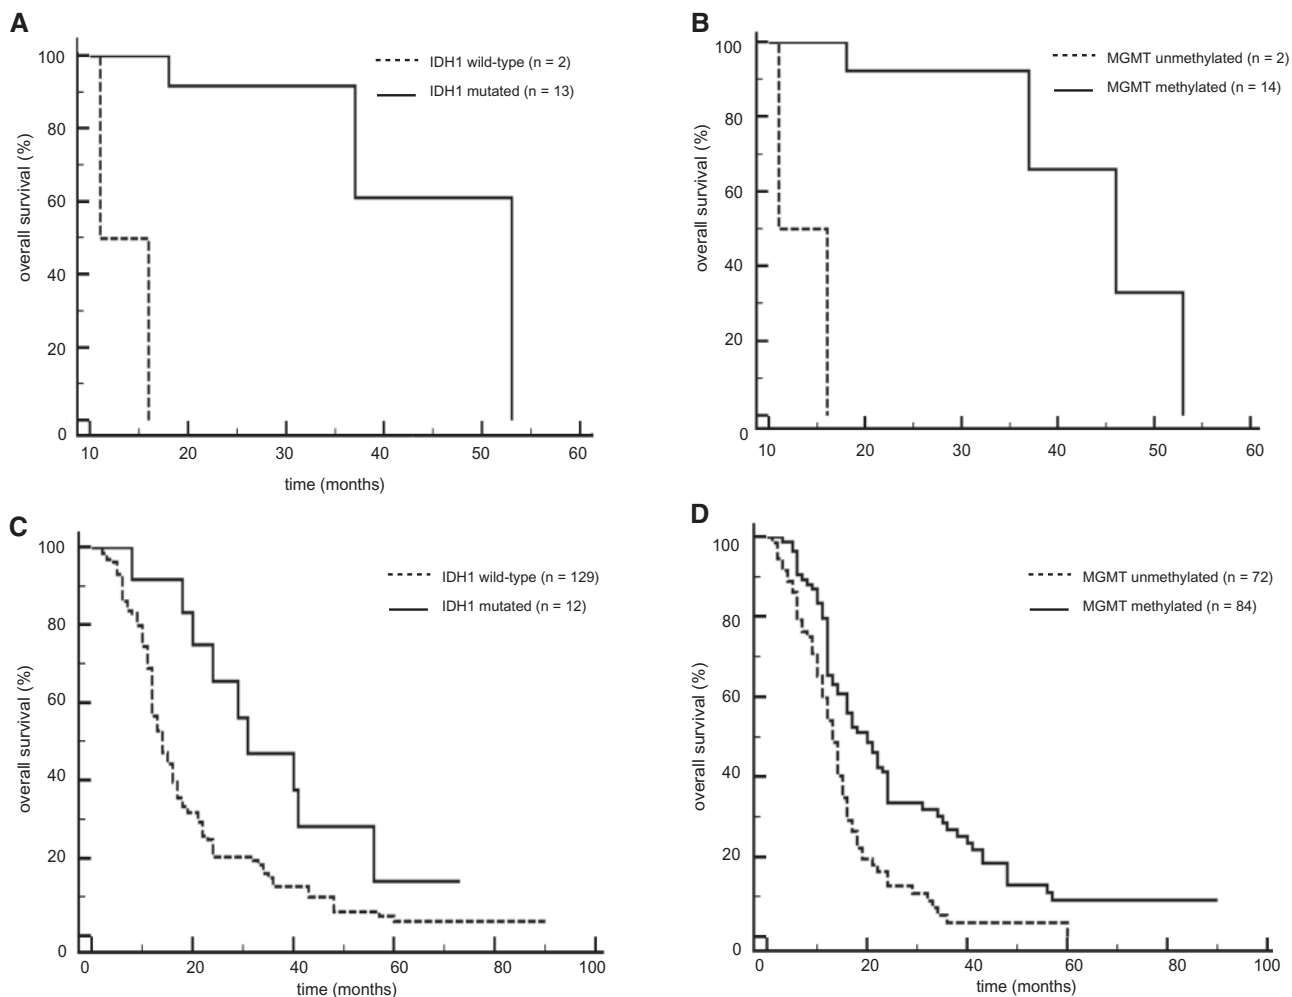 A
IDH1 wild-type (n = 2)
IDH1 mutated (n = 13)
overall survival (%)
100
80
60
40
20
0
10 20 30 40 50 60
time (months)
B
MGMT unmethylated (n = 2)
MGMT methylated (n = 14)
overall survival (%)
100
80
60
40
20
0
10 20 30 40 50 60
C
IDH1 wild-type (n = 129)
IDH1 mutated (n = 12)
overall survival (%)
100
80
60
40
20
0
0 20 40 60 80 100
time (months)
D
MGMT unmethylated (n = 72)
MGMT methylated (n = 84)
overall survival (%)
100
80
60
40
20
0
0 20 40 60 80 100
time (months)